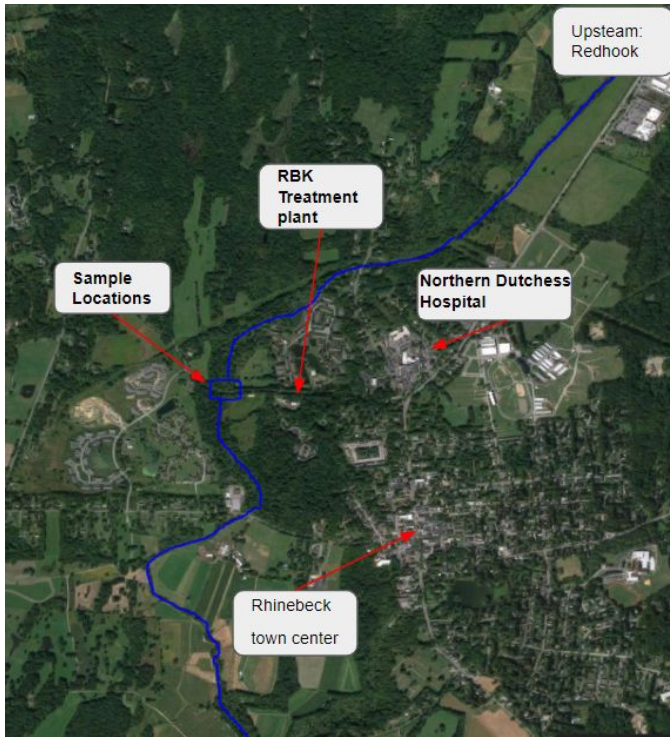 Upsteam:
Redhook
RBK
Treatment
plant
Sample
Locations
Northern Dutchess
Hospital
Rhinebeck
town center